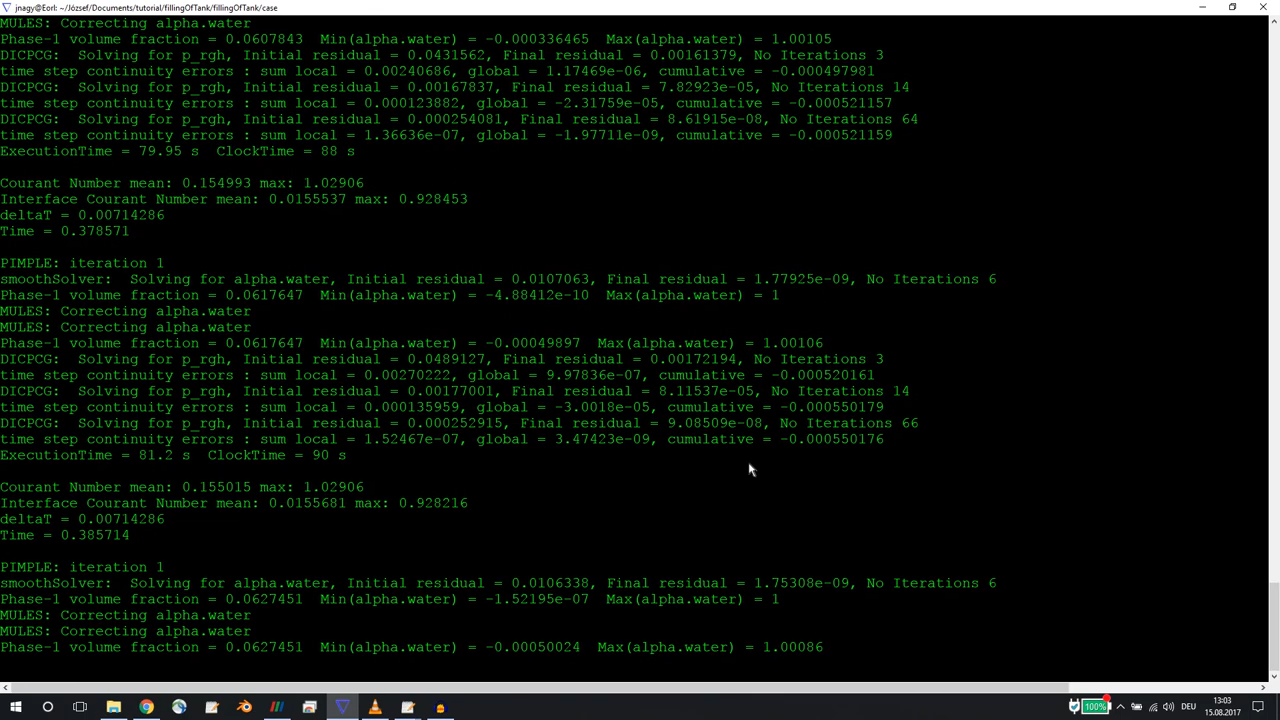 jnagy@Eorl: ~/József/Documents/tutorial/fillingOfTank/fillingOfTank/case
MULES: Correcting alpha.water
Phase-1 volume fraction = 0.0607843  Min(alpha.water) = -0.000336465  Max(alpha.water) = 1.00105
DICPCG:  Solving for p_rgh, Initial residual = 0.0431562, Final residual = 0.00161379, No Iterations 3
time step continuity errors : sum local = 0.00240686, global = 1.17469e-06, cumulative = -0.000497981
DICPCG:  Solving for p_rgh, Initial residual = 0.00167837, Final residual = 7.82923e-05, No Iterations 14
time step continuity errors : sum local = 0.000123882, global = -2.31759e-05, cumulative = -0.000521157
DICPCG:  Solving for p_rgh, Initial residual = 0.000254081, Final residual = 8.61915e-08, No Iterations 64
time step continuity errors : sum local = 1.36636e-07, global = -1.97711e-09, cumulative = -0.000521159
ExecutionTime = 79.95 s  ClockTime = 88 s
Courant Number mean: 0.154993 max: 1.02906
Interface Courant Number mean: 0.0155537 max: 0.928453
deltaT = 0.00714286
Time = 0.378571
PIMPLE: iteration 1
smoothSolver:  Solving for alpha.water, Initial residual = 0.0107063, Final residual = 1.77925e-09, No Iterations 6
Phase-1 volume fraction = 0.0617647  Min(alpha.water) = -4.88412e-10  Max(alpha.water) = 1
MULES: Correcting alpha.water
MULES: Correcting alpha.water
Phase-1 volume fraction = 0.0617647  Min(alpha.water) = -0.00049897  Max(alpha.water) = 1.00106
DICPCG:  Solving for p_rgh, Initial residual = 0.0489127, Final residual = 0.00172194, No Iterations 3
time step continuity errors : sum local = 0.00270222, global = 9.97836e-07, cumulative = -0.000520161
DICPCG:  Solving for p_rgh, Initial residual = 0.00177001, Final residual = 8.11537e-05, No Iterations 14
time step continuity errors : sum local = 0.000135959, global = -3.0018e-05, cumulative = -0.000550179
DICPCG:  Solving for p_rgh, Initial residual = 0.000252915, Final residual = 9.08509e-08, No Iterations 66
time step continuity errors : sum local = 1.52467e-07, global = 3.47423e-09, cumulative = -0.000550176
ExecutionTime = 81.2 s  ClockTime = 90 s
Courant Number mean: 0.155015 max: 1.02906
Interface Courant Number mean: 0.0155681 max: 0.928216
deltaT = 0.00714286
Time = 0.385714
PIMPLE: iteration 1
smoothSolver:  Solving for alpha.water, Initial residual = 0.0106338, Final residual = 1.75308e-09, No Iterations 6
Phase-1 volume fraction = 0.0627451  Min(alpha.water) = -1.52195e-07  Max(alpha.water) = 1
MULES: Correcting alpha.water
MULES: Correcting alpha.water
Phase-1 volume fraction = 0.0627451  Min(alpha.water) = -0.00050024  Max(alpha.water) = 1.00086
100%
DEU
13:03
15.08.2017